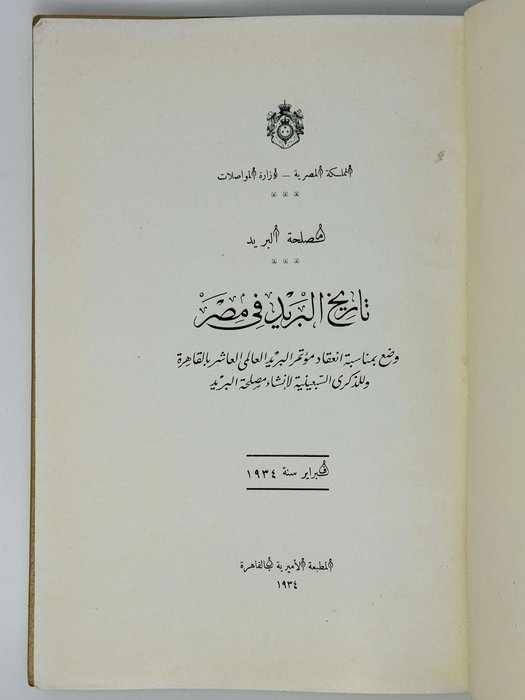 المملكة المصرية – وزارة المواصلات
مصلحة البريد
تاريخ البريد في مصر
وضع بمناسبة انعقاد مؤتمر البريد العالمى العاشر بالقاهرة
وللذكرى السبعينية لإنشاء مصلحة البريد
فبراير سنة ١٩٣٤
المطبعة الأميرية بالقاهرة
١٩٣٤